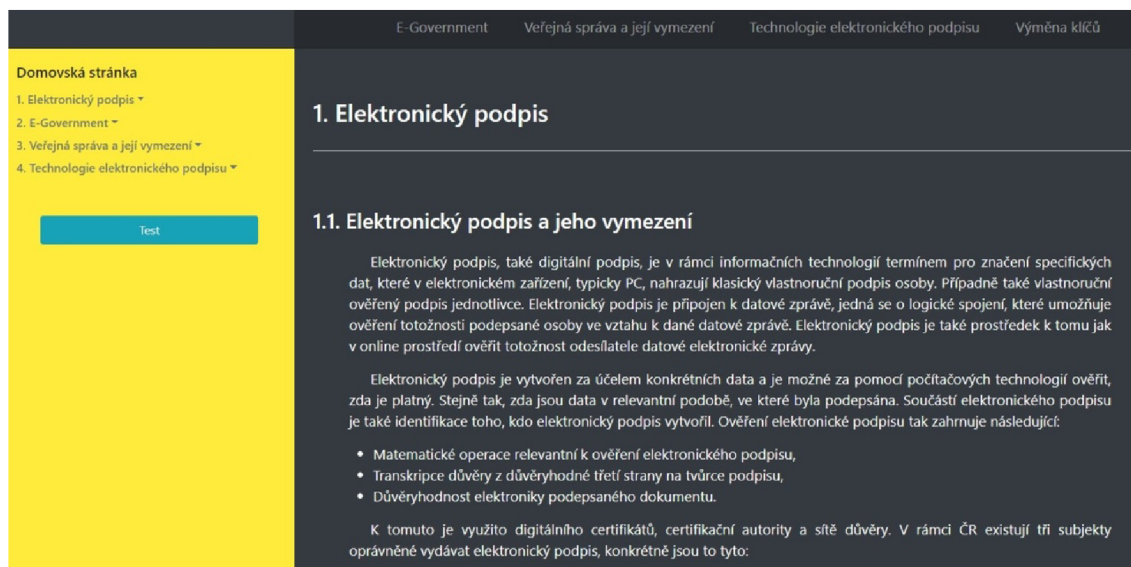 E-Government Veřejná správa a její vymezení Technologie elektronického podpisu Výměna klíčů
Domovská stránka
1. Elektronický podpis
2. E-Government
3. Veřejná správa a její vymezení
4. Technologie elektronického podpisu
Test
1. Elektronický podpis
1.1. Elektronický podpis a jeho vymezení
Elektronický podpis, také digitální podpis, je v rámci informačních technologií termínem pro značení specifických
dat, které v elektronickém zařízení, typicky PC, nahrazují klasický vlastnoruční podpis osoby. Případně také vlastnoruční
ověřený podpis jednotlivce. Elektronický podpis je připojen k datové zprávě, jedná se o logické spojení, které umožňuje
ověření totožnosti podepsané osoby ve vztahu k dané datové zprávě. Elektronický podpis je také prostředek k tomu jak
v online prostředí ověřit totožnost odesílatele datové elektronické zprávy.
Elektronický podpis je vytvořen za účelem konkrétních data a je možné za pomocí počítačových technologií ověřit,
zda je platný. Stejně tak, zda jsou data v relevantní podobě, ve které byla podepsána. Součástí elektronického podpisu
je také identifikace toho, kdo elektronický podpis vytvořil. Ověření elektronické podpisu tak zahrnuje následující:
• Matematické operace relevantní k ověření elektronického podpisu,
• Transkripce důvěry z důvěryhodné třetí strany na tvůrce podpisu,
• Důvěryhodnost elektroniky podepsaného dokumentu.
K tomuto je využito digitálního certifikátů, certifikační autority a sítě důvěry. V rámci ČR existují tři subjekty
oprávněné vydávat elektronický podpis, konkrétně jsou to tyto: